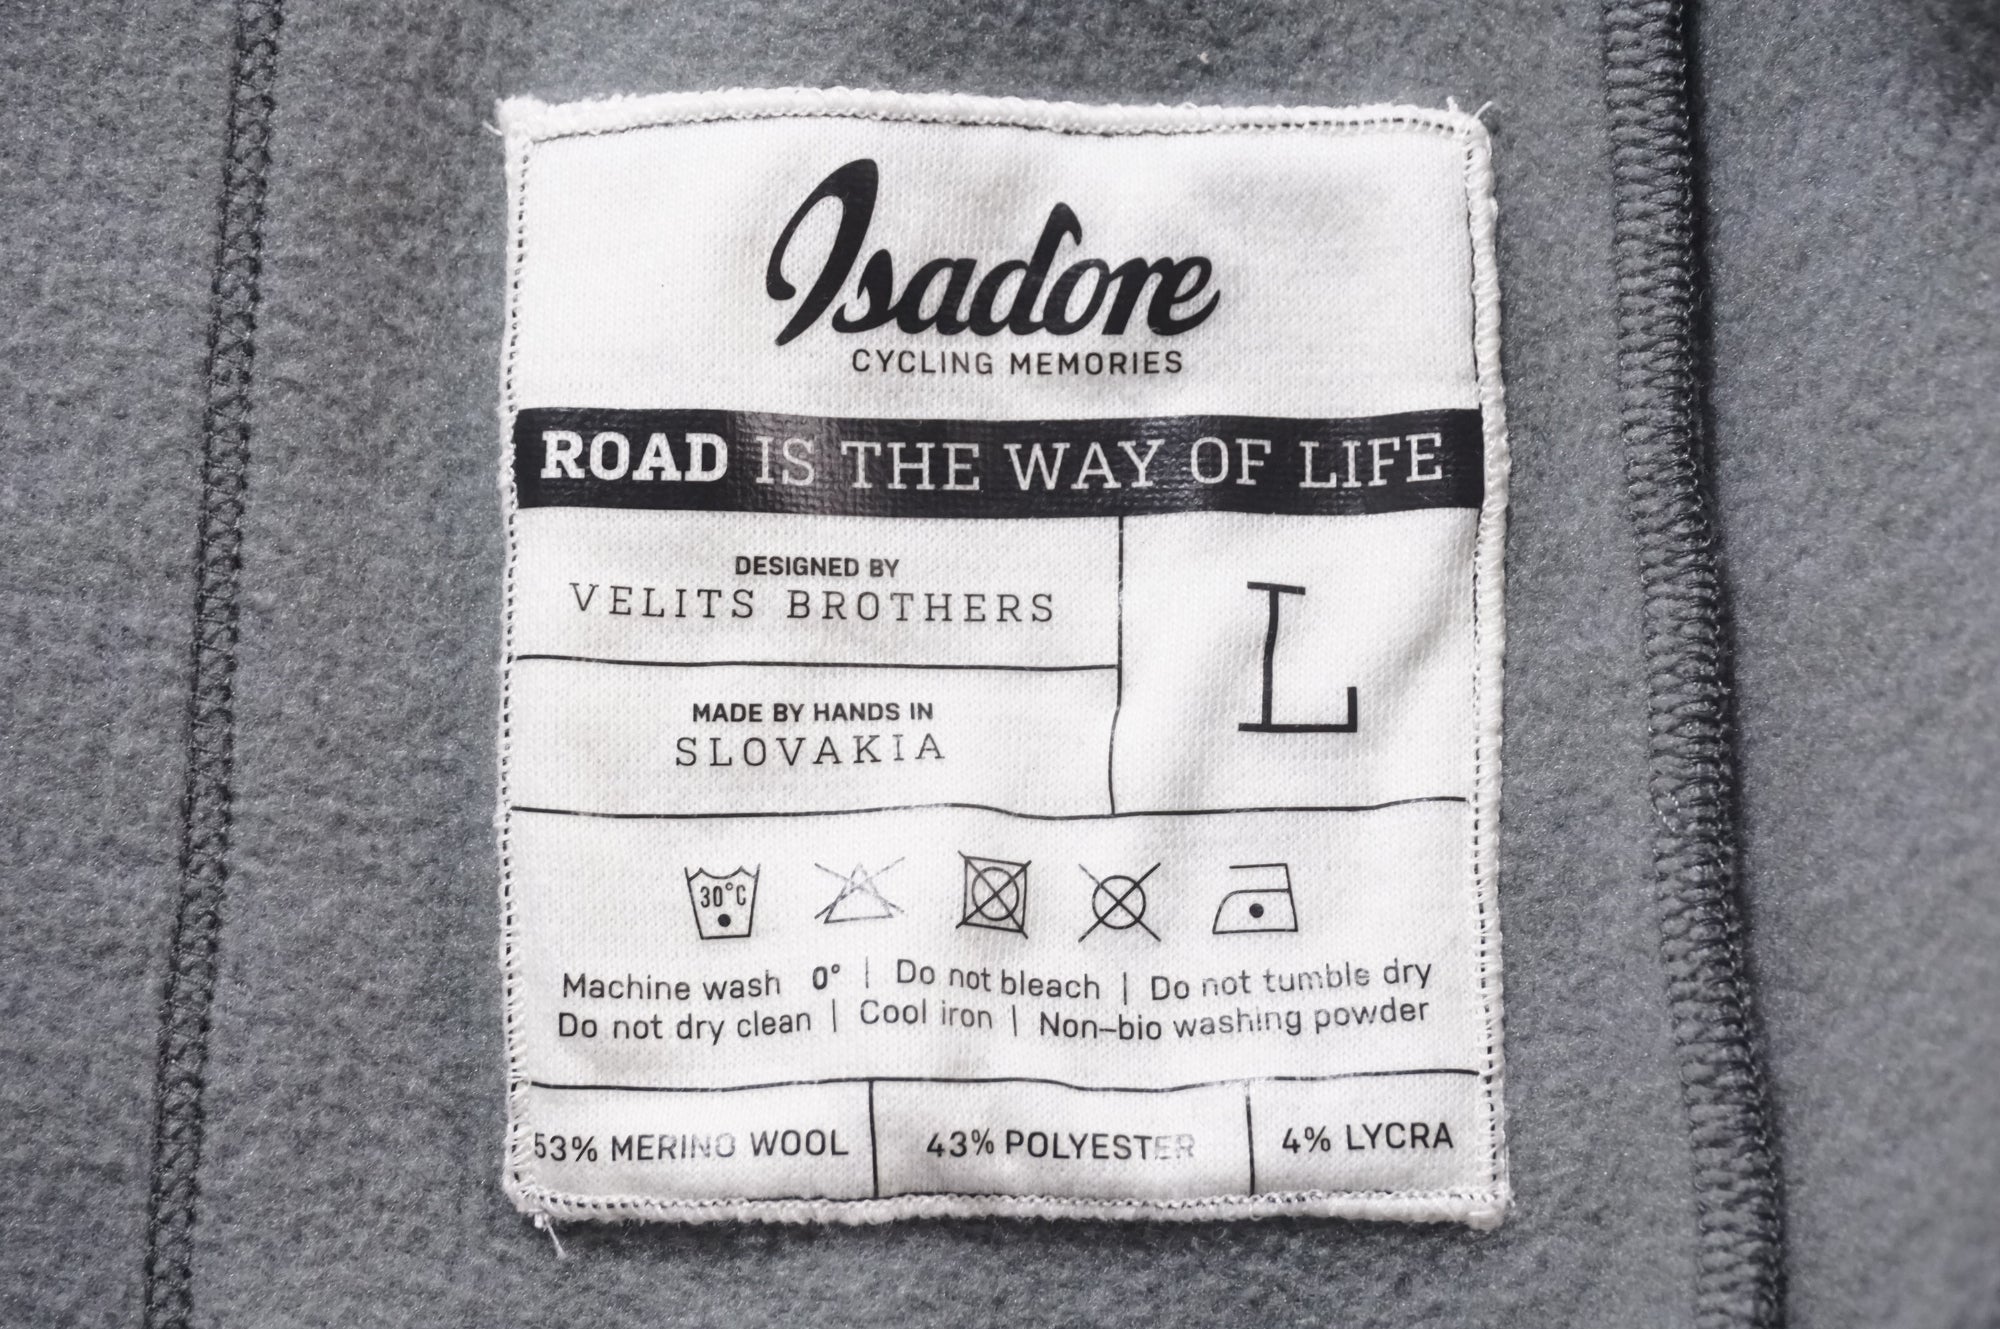 Isadore
CYCLING MEMORIES
ROAD IS THE WAY OF LIFE
DESIGNED BY
VELITS BROTHERS
L
MADE BY HANDS IN
SLOVAKIA
30°C
Machine wash 0° | Do not bleach | Do not tumble dry
Do not dry clean | Cool iron | Non-bio washing powder
53% MERINO WOOL
43% POLYESTER
4% LYCRA